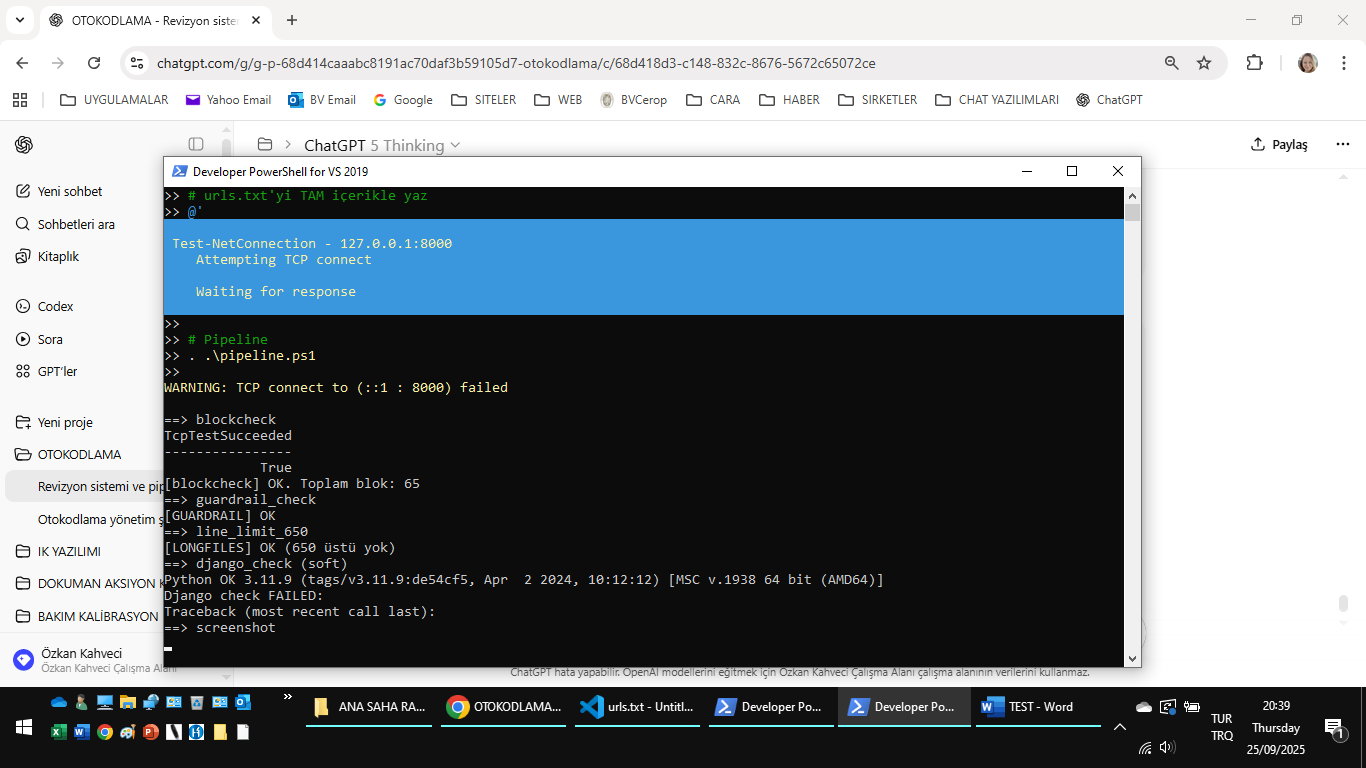 OTOKODLAMA - Revizyon siste
chatgpt.com/g/g-p-68d414caaabc8191ac70daf3b59105d7-otokodlama/c/68d418d3-c148-832c-8676-5672c65072ce
UYGULAMALAR
Yahoo Email
BV Email
Google
SITELER
WEB
BVCerop
CARA
HABER
SIRKETLER
CHAT YAZILIMLARI
ChatGPT
ChatGPT 5 Thinking
Paylaş
Yeni sohbet
Sohbetleri ara
Kitaplık
Codex
Sora
GPT'ler
Yeni proje
OTOKODLAMA
Revizyon sistemi ve pip
Otokodlama yönetim ş
IK YAZILIMI
DOKUMAN AKSIYON K
BAKIM KALİBRASYON
Özkan Kahveci
Özkan Kahveci Çalışma Alanı
Developer PowerShell for VS 2019
>> # urls.txt'yi TAM içerikle yaz
>> @'
Test-NetConnection - 127.0.0.1:8000
Attempting TCP connect
Waiting for response
>>
>> # Pipeline
>> . .\pipeline.ps1
>>
WARNING: TCP connect to (::1 : 8000) failed
==> blockcheck
TcpTestSucceeded
----------------
True
[blockcheck] OK. Toplam blok: 65
==> guardrail_check
[GUARDRAIL] OK
==> line_limit_650
[LONGFILES] OK (650 üstü yok)
==> django_check (soft)
Python OK 3.11.9 (tags/v3.11.9:de54cf5, Apr  2 2024, 10:12:12) [MSC v.1938 64 bit (AMD64)]
Django check FAILED:
Traceback (most recent call last):
==> screenshot
ChatGPT hata yapabilir. OpenAI modellerini eğitmek için Özkan Kahveci Çalışma Alanı çalışma alanının verilerini kullanmaz.
ANA SAHA RA...
OTOKODLAMA...
urls.txt - Untitl...
Developer Po...
Developer Po...
TEST - Word
TUR
TRQ
20:39
Thursday
25/09/2025
1